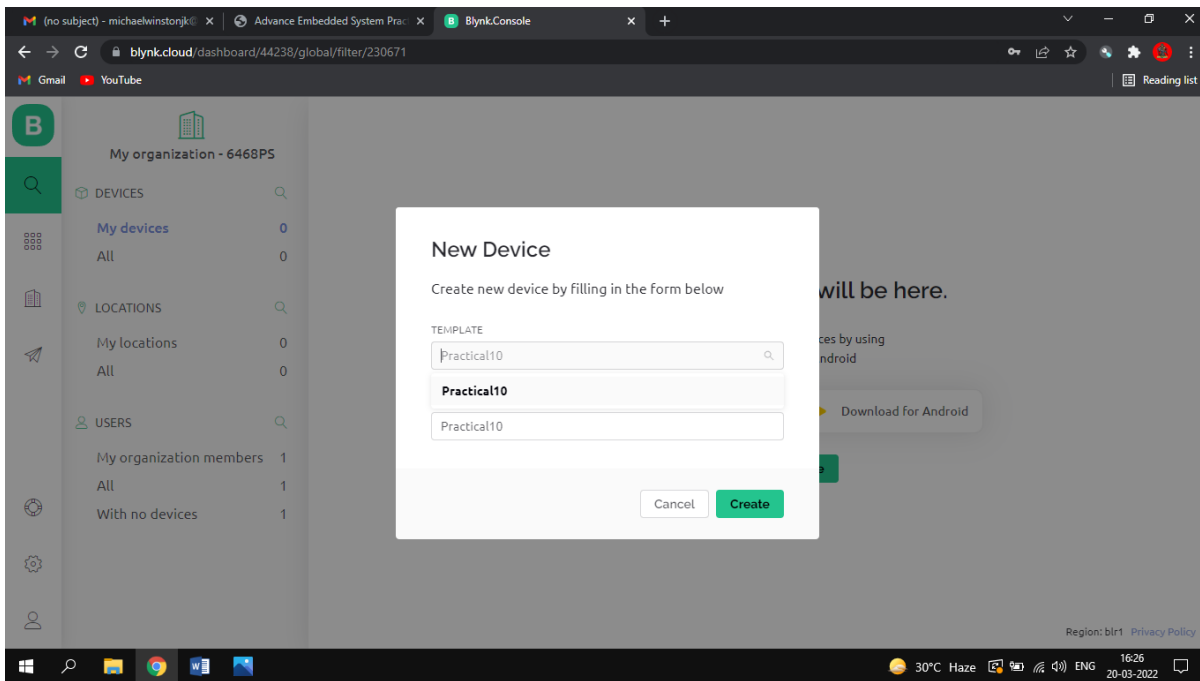 (no subject) - michaelwinstonjk@
Advance Embedded System Prac
B Blynk.Console
blynk.cloud/dashboard/44238/global/filter/230671
Gmail YouTube Reading list
B
My organization - 6468PS
DEVICES
My devices 0
All 0
LOCATIONS
My locations 0
All 0
USERS
My organization members 1
All 1
With no devices 1
New Device
Create new device by filling in the form below
TEMPLATE
Practical10
Practical10
Practical10
Cancel Create
will be here.
ces by using
ndroid
Download for Android
e
Region: blr1 Privacy Policy
30°C Haze ENG 16:26
20-03-2022